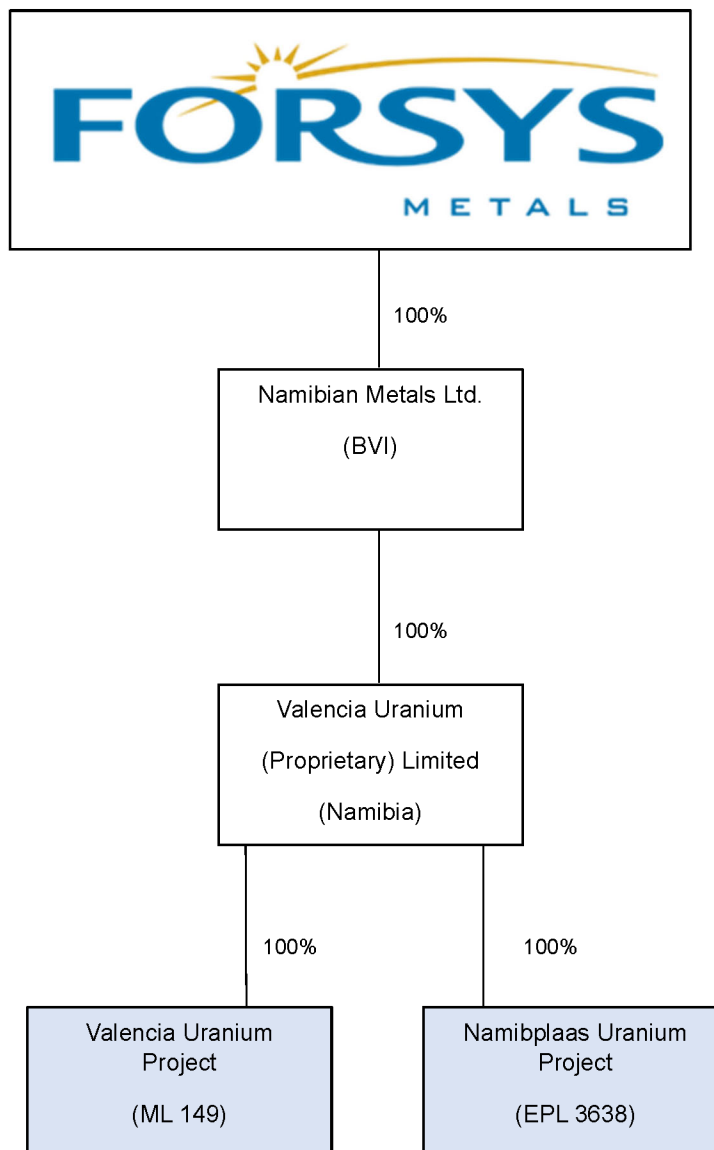 FORSYS
METALS
100%
Namibian Metals Ltd.
(BVI)
100%
Valencia Uranium
(Proprietary) Limited
(Namibia)
100%
100%
Valencia Uranium
Project
(ML 149)
Namibplaas Uranium
Project
(EPL 3638)